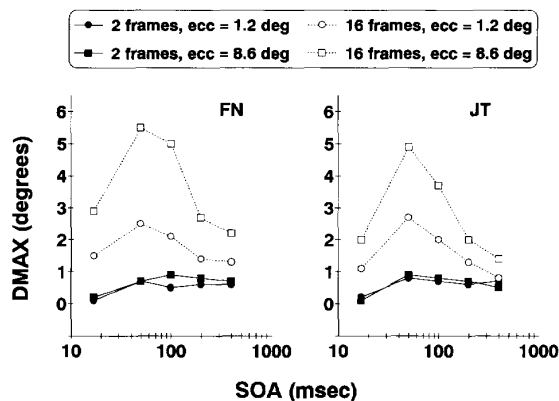 2 frames, ecc = 1.2 deg 16 frames, ecc = 1.2 deg
2 frames, ecc = 8.6 deg 16 frames, ecc = 8.6 deg
FN JT
DMAX (degrees)
6 6
5 5
4 4
3 3
2 2
1 1
0 0
10 100 1000 10 100 1000
SOA (msec)